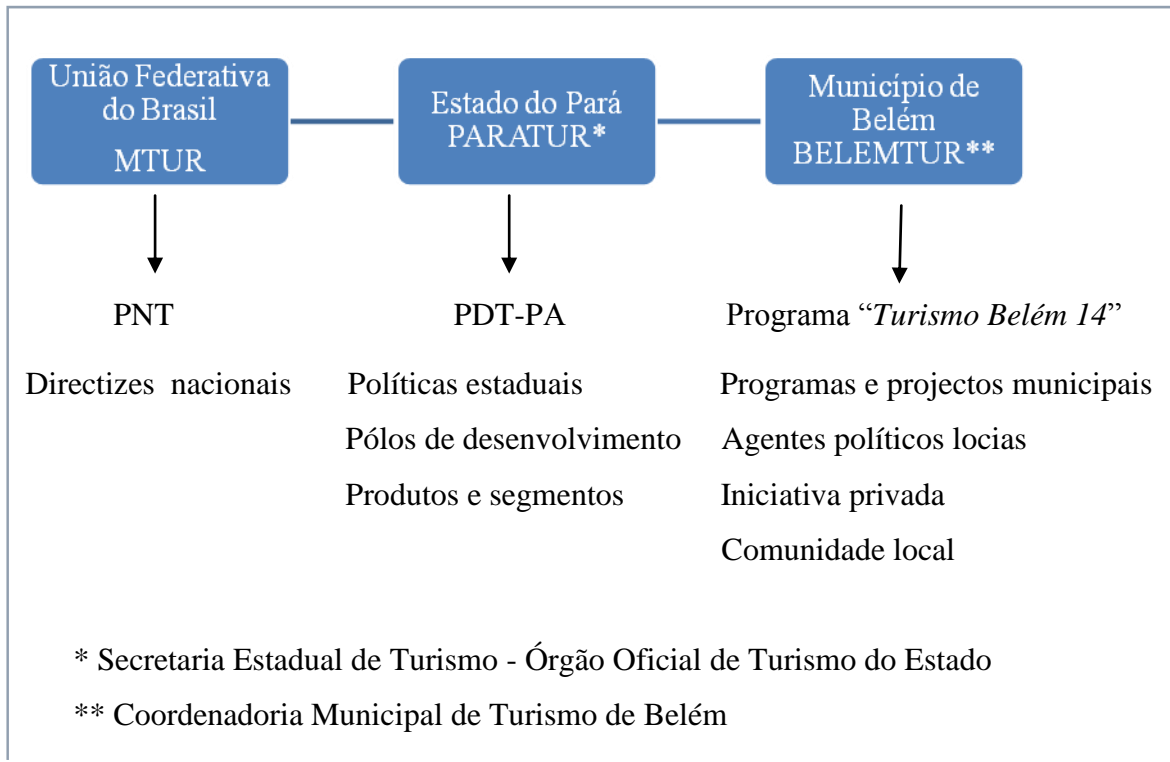 União Federativa
do Brasil
MTUR
Estado do Pará
PARATUR*
Município de
Belém
BELEMTUR**
PNT
PDT-PA
Programa “Turismo Belém 14”
Directizes nacionais
Políticas estaduais
Programas e projectos municipais
Pólos de desenvolvimento
Agentes políticos locias
Produtos e segmentos
Iniciativa privada
Comunidade local
* Secretaria Estadual de Turismo - Órgão Oficial de Turismo do Estado
** Coordenadoria Municipal de Turismo de Belém